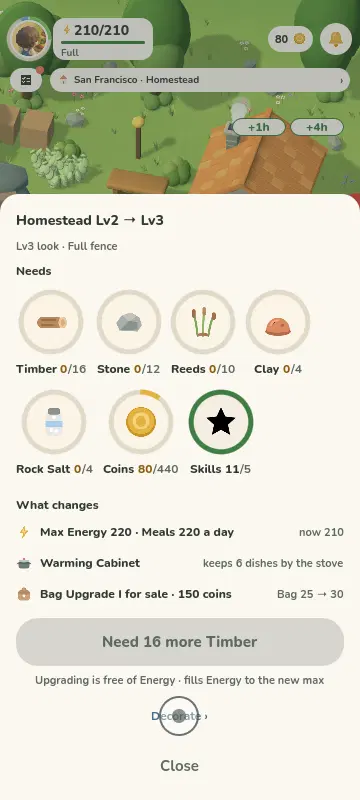 210/210
Full
80
San Francisco · Homestead ›
+1h
+4h
Homestead Lv2 → Lv3
Lv3 look · Full fence
Needs
Timber 0/16
Stone 0/12
Reeds 0/10
Clay 0/4
Rock Salt 0/4
Coins 80/440
Skills 11/5
What changes
Max Energy 220 · Meals 220 a day
now 210
Warming Cabinet
keeps 6 dishes by the stove
Bag Upgrade I for sale · 150 coins
Bag 25 → 30
Need 16 more Timber
Upgrading is free of Energy · fills Energy to the new max
Decorate ›
Close